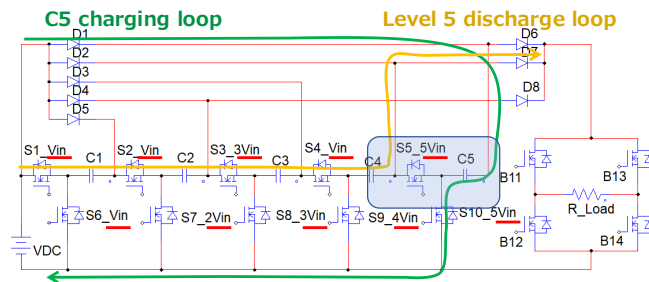 C5 charging loop
Level 5 discharge loop
D1
D2
D3
D4
D5
D6
D7
D8
S1_Vin
C1
S2_Vin
C2
S3_3Vin
C3
S4_Vin
C4
S5_5Vin
C5
B11
B13
R_Load
S6_Vin
S7_2Vin
S8_3Vin
S9_4Vin
S10_5Vin
B12
B14
VDC